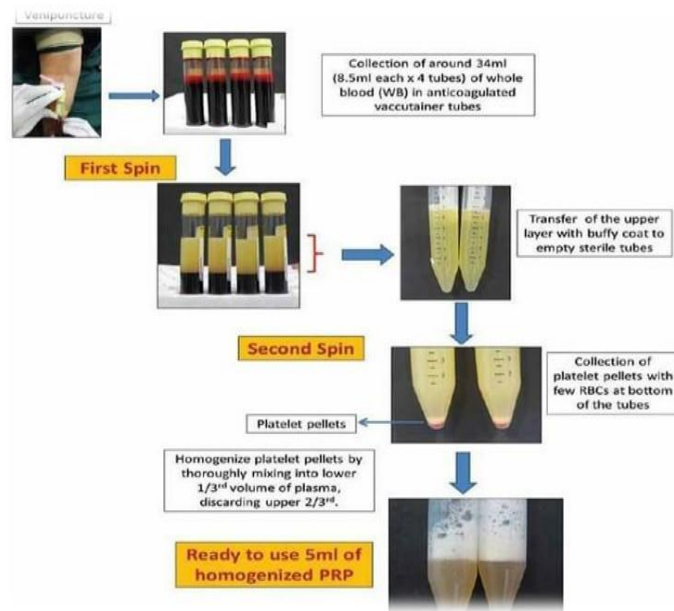 Venipuncture
Collection of around 34ml
(8.5ml each x 4 tubes) of whole
blood (WB) in anticoagulated
vaccutainer tubes
First Spin
Transfer of the upper
layer with buffy coat to
empty sterile tubes
Second Spin
Collection of
platelet pellets with
few RBCs at bottom
of the tubes
Platelet pellets
Homogenize platelet pellets by
thoroughly mixing into lower
1/3rd volume of plasma,
discarding upper 2/3rd.
Ready to use 5ml of
homogenized PRP